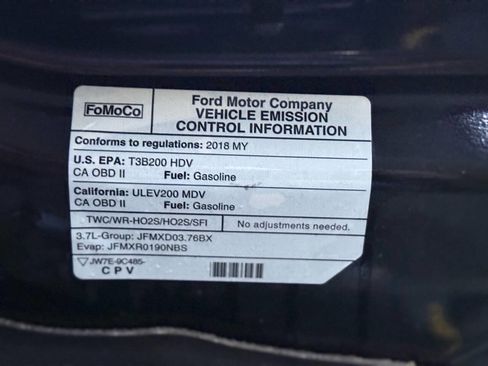 FoMoCo
Ford Motor Company
VEHICLE EMISSION
CONTROL INFORMATION
Conforms to regulations: 2018 MY
U.S. EPA: T3B200 HDV
CA OBD II Fuel: Gasoline
California: ULEV200 MDV
CA OBD II Fuel: Gasoline
TWC/WR-HO2S/HO2S/SFI No adjustments needed.
3.7L-Group: JFMXD03.76BX
Evap: JFMXR0190NBS
JW7E-9C485-
C P V